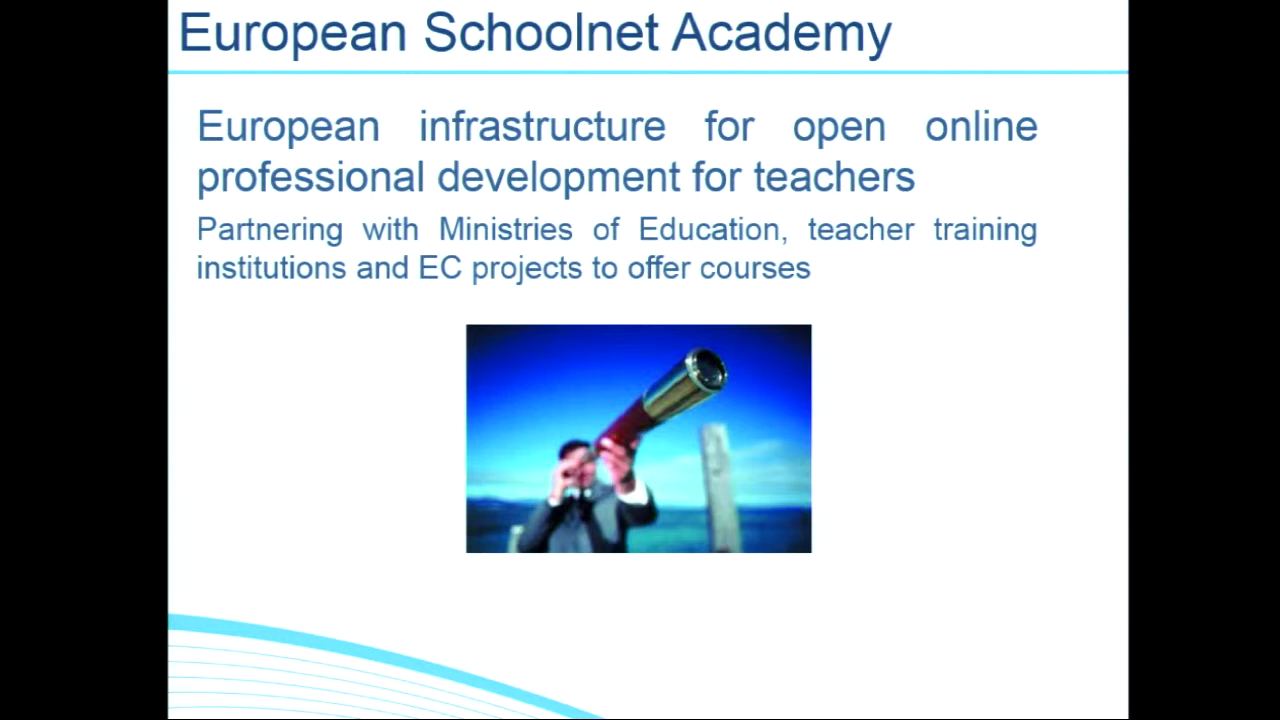 European Schoolnet Academy
European infrastructure for open online
professional development for teachers
Partnering with Ministries of Education, teacher training
institutions and EC projects to offer courses